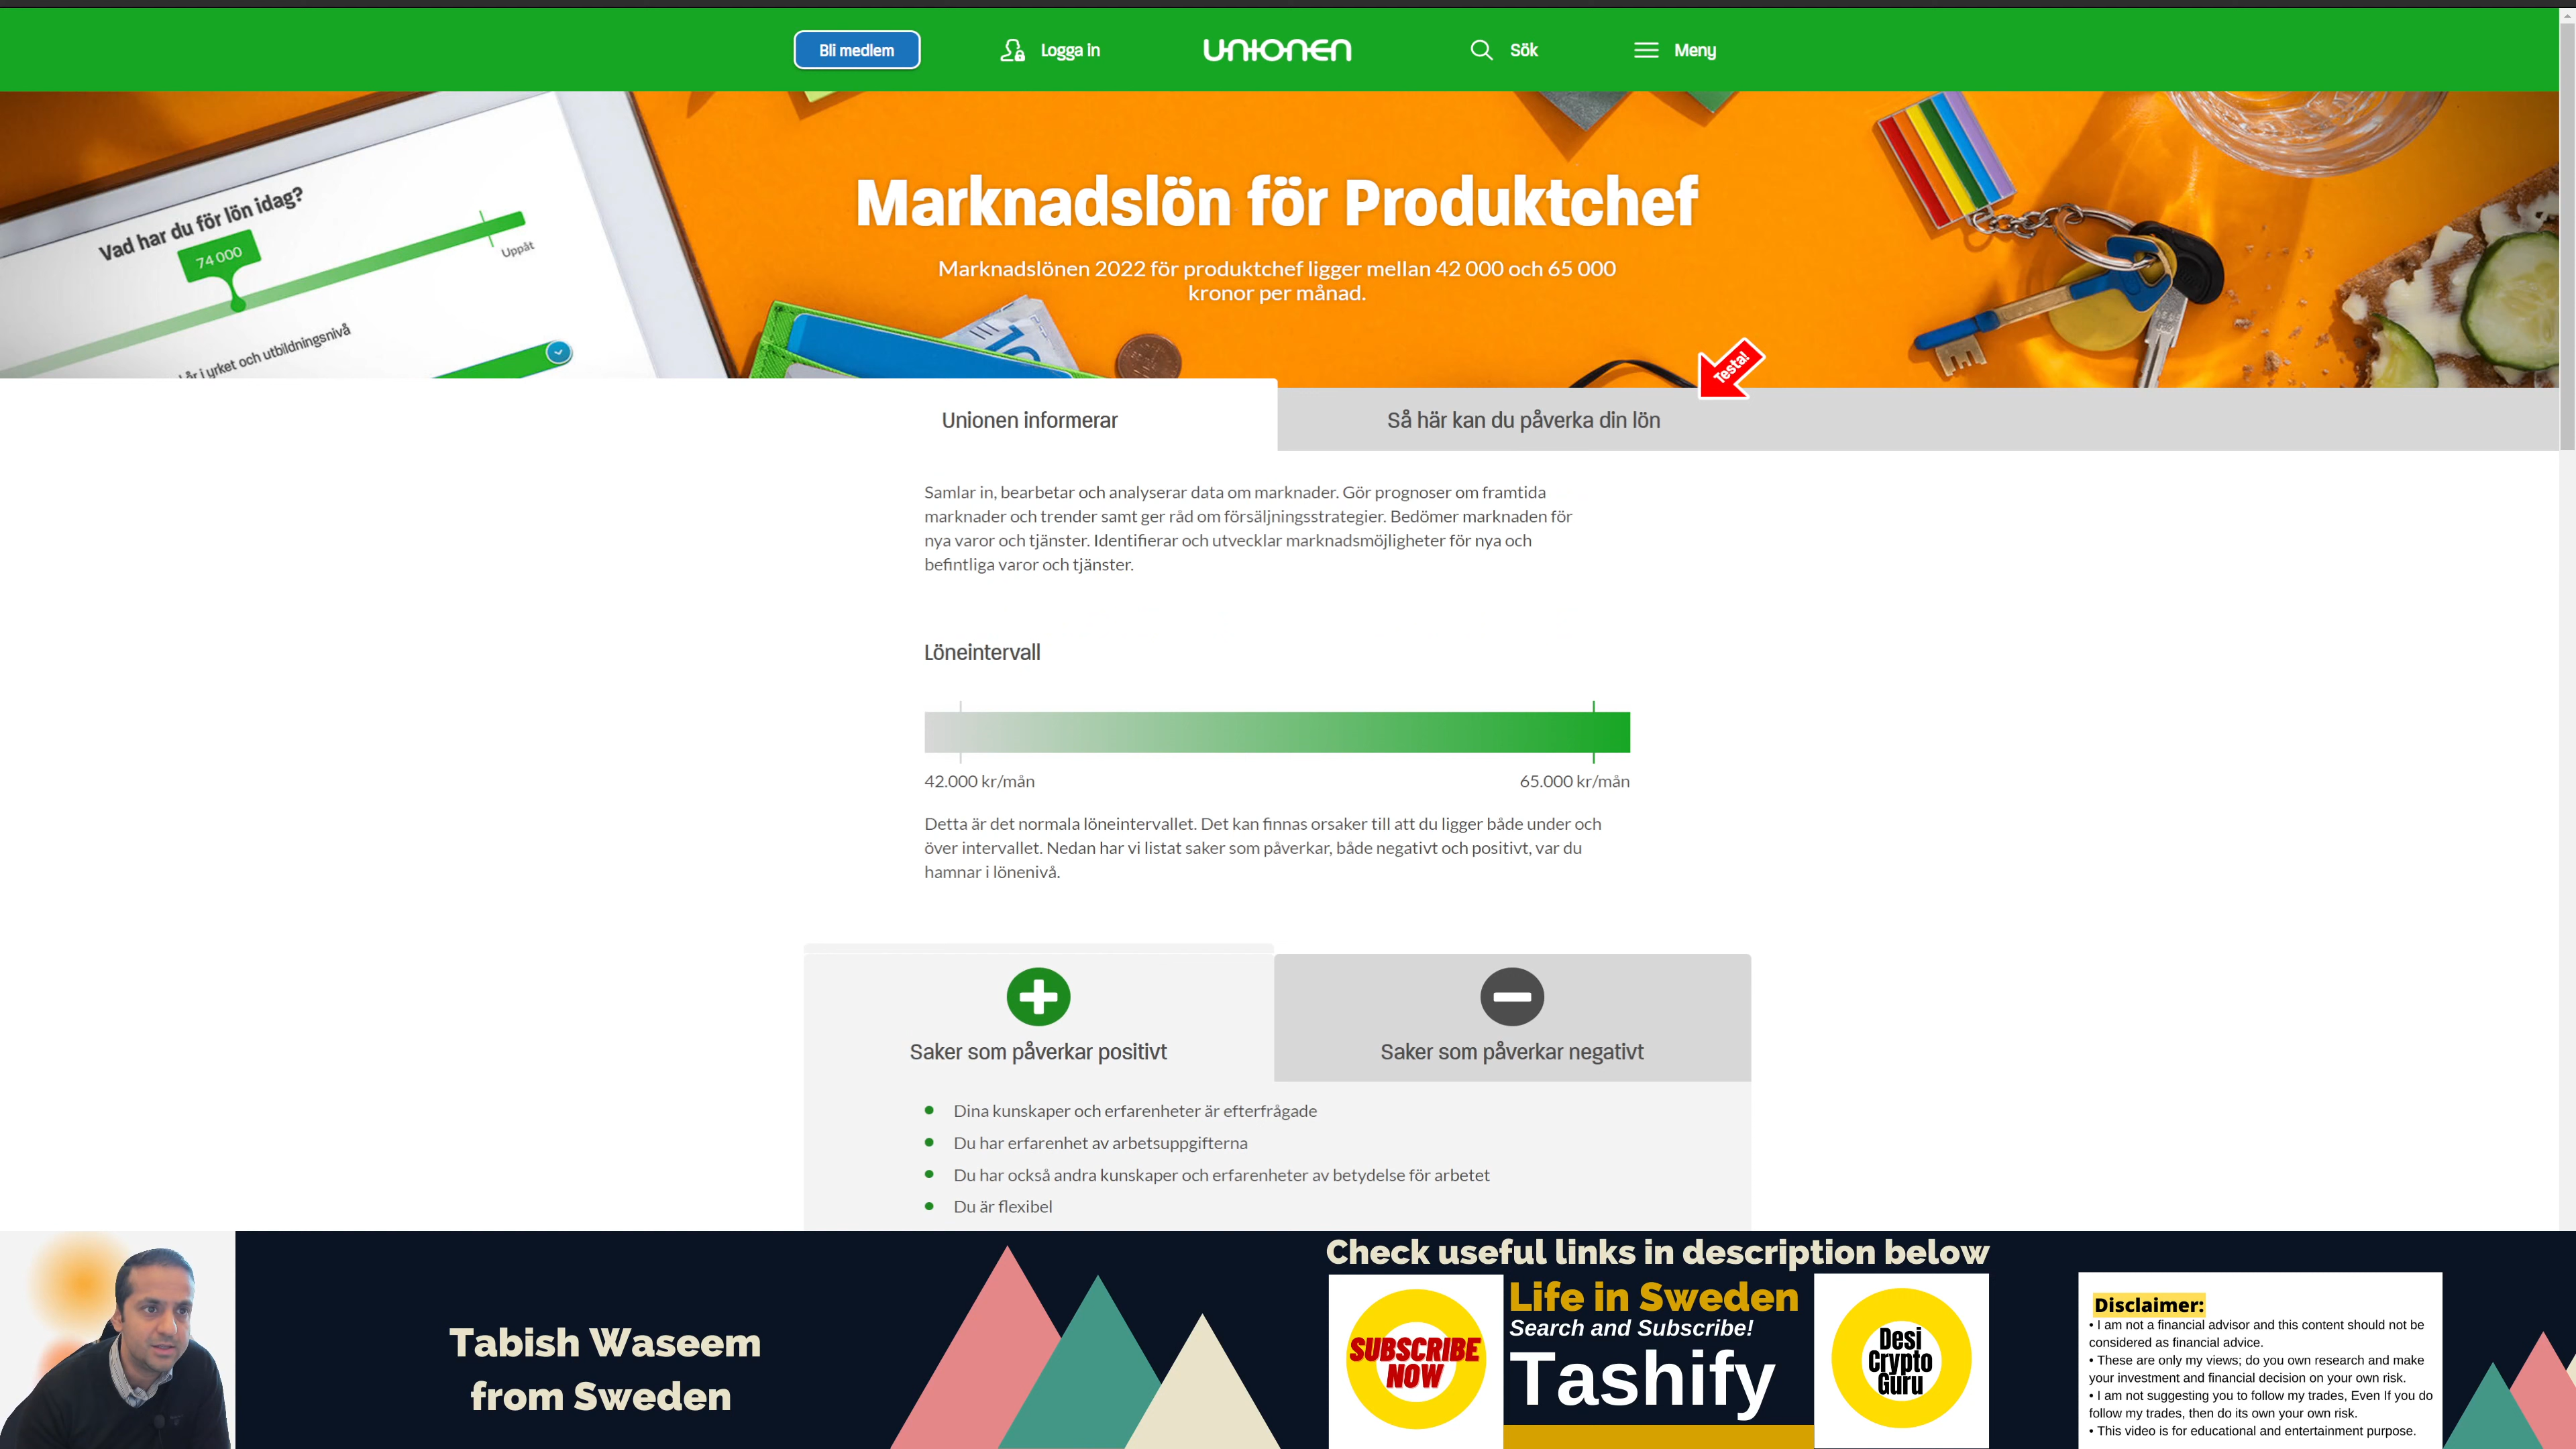 Bli medlem
Logga in
UNIONEN
Sök
Meny
Vad har du för lön idag?
74 000
Uppåt
år i yrket och utbildningsnivå
Marknadslön för Produktchef
Marknadslönen 2022 för produktchef ligger mellan 42 000 och 65 000
kronor per månad.
Testa!
Unionen informerar
Så här kan du påverka din lön
Samlar in, bearbetar och analyserar data om marknader. Gör prognoser om framtida
marknader och trender samt ger råd om försäljningsstrategier. Bedömer marknaden för
nya varor och tjänster. Identifierar och utvecklar marknadsmöjligheter för nya och
befintliga varor och tjänster.
Löneintervall
42.000 kr/mån
65.000 kr/mån
Detta är det normala löneintervallet. Det kan finnas orsaker till att du ligger både under och
över intervallet. Nedan har vi listat saker som påverkar, både negativt och positivt, var du
hamnar i lönenivå.
Saker som påverkar positivt
Saker som påverkar negativt
Dina kunskaper och erfarenheter är efterfrågade
Du har erfarenhet av arbetsuppgifterna
Du har också andra kunskaper och erfarenheter av betydelse för arbetet
Du är flexibel
Tabish Waseem
from Sweden
Check useful links in description below
SUBSCRIBE
NOW
Life in Sweden
Search and Subscribe!
Tashify
Desi
Crypto
Guru
Disclaimer:
• I am not a financial advisor and this content should not be
considered as financial advice.
• These are only my views; do you own research and make
your investment and financial decision on your own risk.
• I am not suggesting you to follow my trades, Even If you do
follow my trades, then do its own your own risk.
• This video is for educational and entertainment purpose.